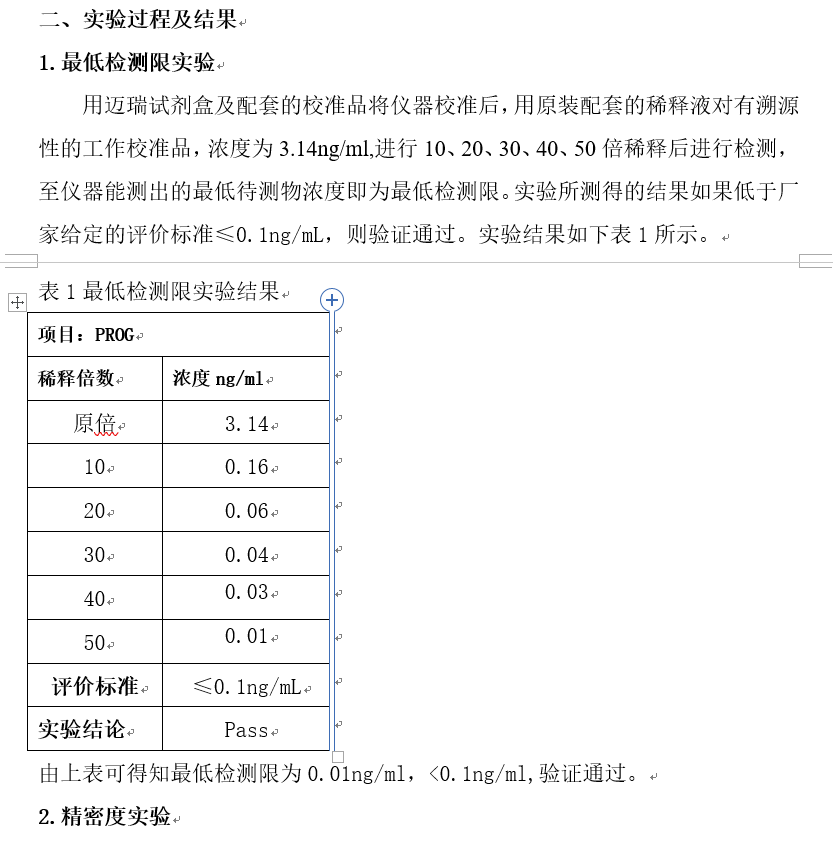 二、实验过程及结果
1. 最低检测限实验
用迈瑞试剂盒及配套的校准品将仪器校准后，用原装配套的稀释液对有溯源
性的工作校准品，浓度为 3.14ng/ml,进行 10、20、30、40、50 倍稀释后进行检测，
至仪器能测出的最低待测物浓度即为最低检测限。实验所测得的结果如果低于厂
家给定的评价标准≤0.1ng/mL，则验证通过。实验结果如下表 1 所示。
表 1 最低检测限实验结果
项目：PROG
稀释倍数 浓度 ng/ml
原倍 3.14
10 0.16
20 0.06
30 0.04
40 0.03
50 0.01
评价标准 ≤0.1ng/mL
实验结论 Pass
由上表可得知最低检测限为 0.01ng/ml，<0.1ng/ml,验证通过。
2. 精密度实验